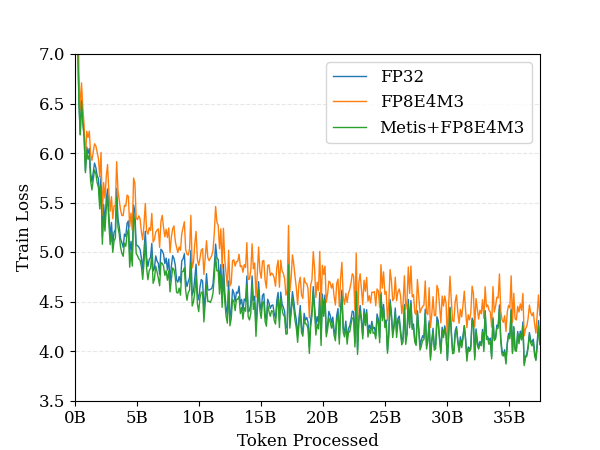 7.0
6.5
6.0
5.5
5.0
4.5
4.0
3.5
Train Loss
FP32
FP8E4M3
Metis+FP8E4M3
0B 5B 10B 15B 20B 25B 30B 35B
Token Processed